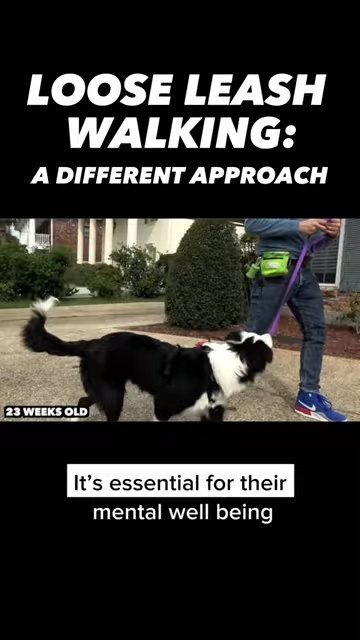 LOOSE LEASH
WALKING:
A DIFFERENT APPROACH
23 WEEKS OLD
It's essential for their
mental well being